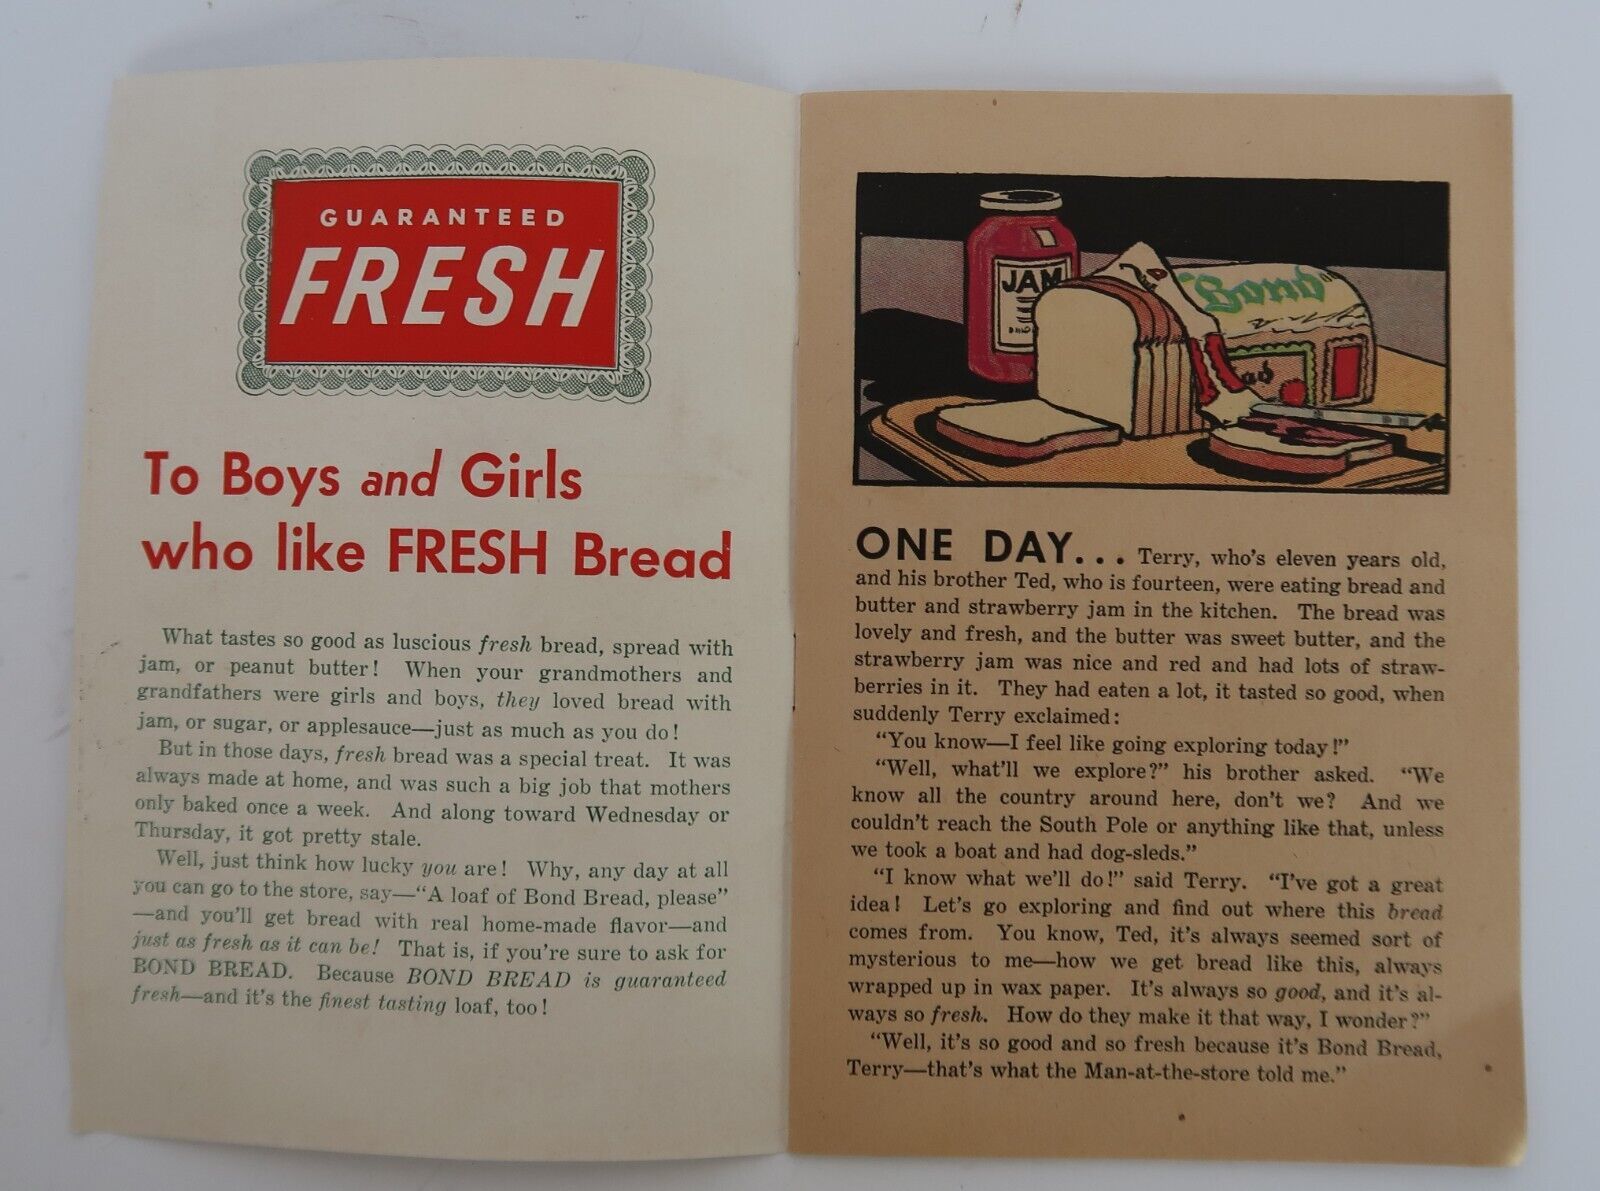 GUARANTEED
FRESH
To Boys and Girls
who like FRESH Bread
What tastes so good as luscious fresh bread, spread with
jam, or peanut butter! When your grandmothers and
grandfathers were girls and boys, they loved bread with
jam, or sugar, or applesauce—just as much as you do!
But in those days, fresh bread was a special treat. It was
always made at home, and was such a big job that mothers
only baked once a week. And along toward Wednesday or
Thursday, it got pretty stale.
Well, just think how lucky you are! Why, any day at all
you can go to the store, say—"A loaf of Bond Bread, please"
—and you'll get bread with real home-made flavor—and
just as fresh as it can be! That is, if you're sure to ask for
BOND BREAD. Because BOND BREAD is guaranteed
fresh—and it's the finest tasting loaf, too!
JAM
"Bond"
ONE DAY... Terry, who's eleven years old,
and his brother Ted, who is fourteen, were eating bread and
butter and strawberry jam in the kitchen. The bread was
lovely and fresh, and the butter was sweet butter, and the
strawberry jam was nice and red and had lots of straw-
berries in it. They had eaten a lot, it tasted so good, when
suddenly Terry exclaimed:
"You know—I feel like going exploring today!"
"Well, what'll we explore?" his brother asked. "We
know all the country around here, don't we? And we
couldn't reach the South Pole or anything like that, unless
we took a boat and had dog-sleds."
"I know what we'll do!" said Terry. "I've got a great
idea! Let's go exploring and find out where this bread
comes from. You know, Ted, it's always seemed sort of
mysterious to me—how we get bread like this, always
wrapped up in wax paper. It's always so good, and it's al-
ways so fresh. How do they make it that way, I wonder?"
"Well, it's so good and so fresh because it's Bond Bread,
Terry—that's what the Man-at-the-store told me."